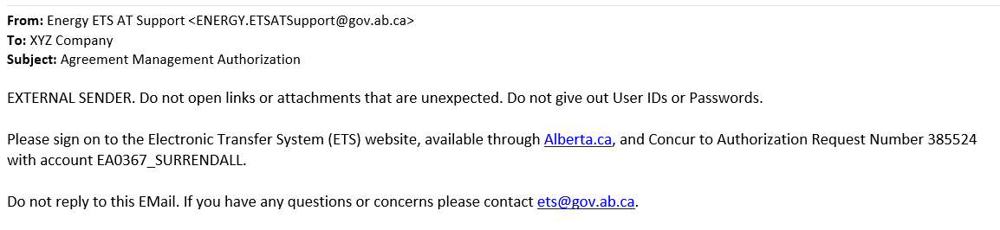 From: Energy ETS AT Support <ENERGY.ETSATSupport@gov.ab.ca>
To: XYZ Company
Subject: Agreement Management Authorization
EXTERNAL SENDER. Do not open links or attachments that are unexpected. Do not give out User IDs or Passwords.
Please sign on to the Electronic Transfer System (ETS) website, available through Alberta.ca, and Concur to Authorization Request Number 385524
with account EA0367_SURRENDALL.
Do not reply to this EMail. If you have any questions or concerns please contact ets@gov.ab.ca.